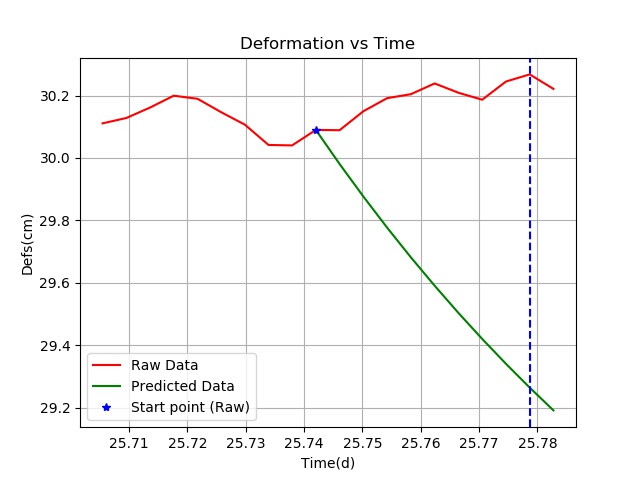 Deformation vs Time
30.2
30.0
29.8
29.6
29.4
29.2
Defs(cm)
Raw Data
Predicted Data
Start point (Raw)
25.71 25.72 25.73 25.74 25.75 25.76 25.77 25.78
Time(d)